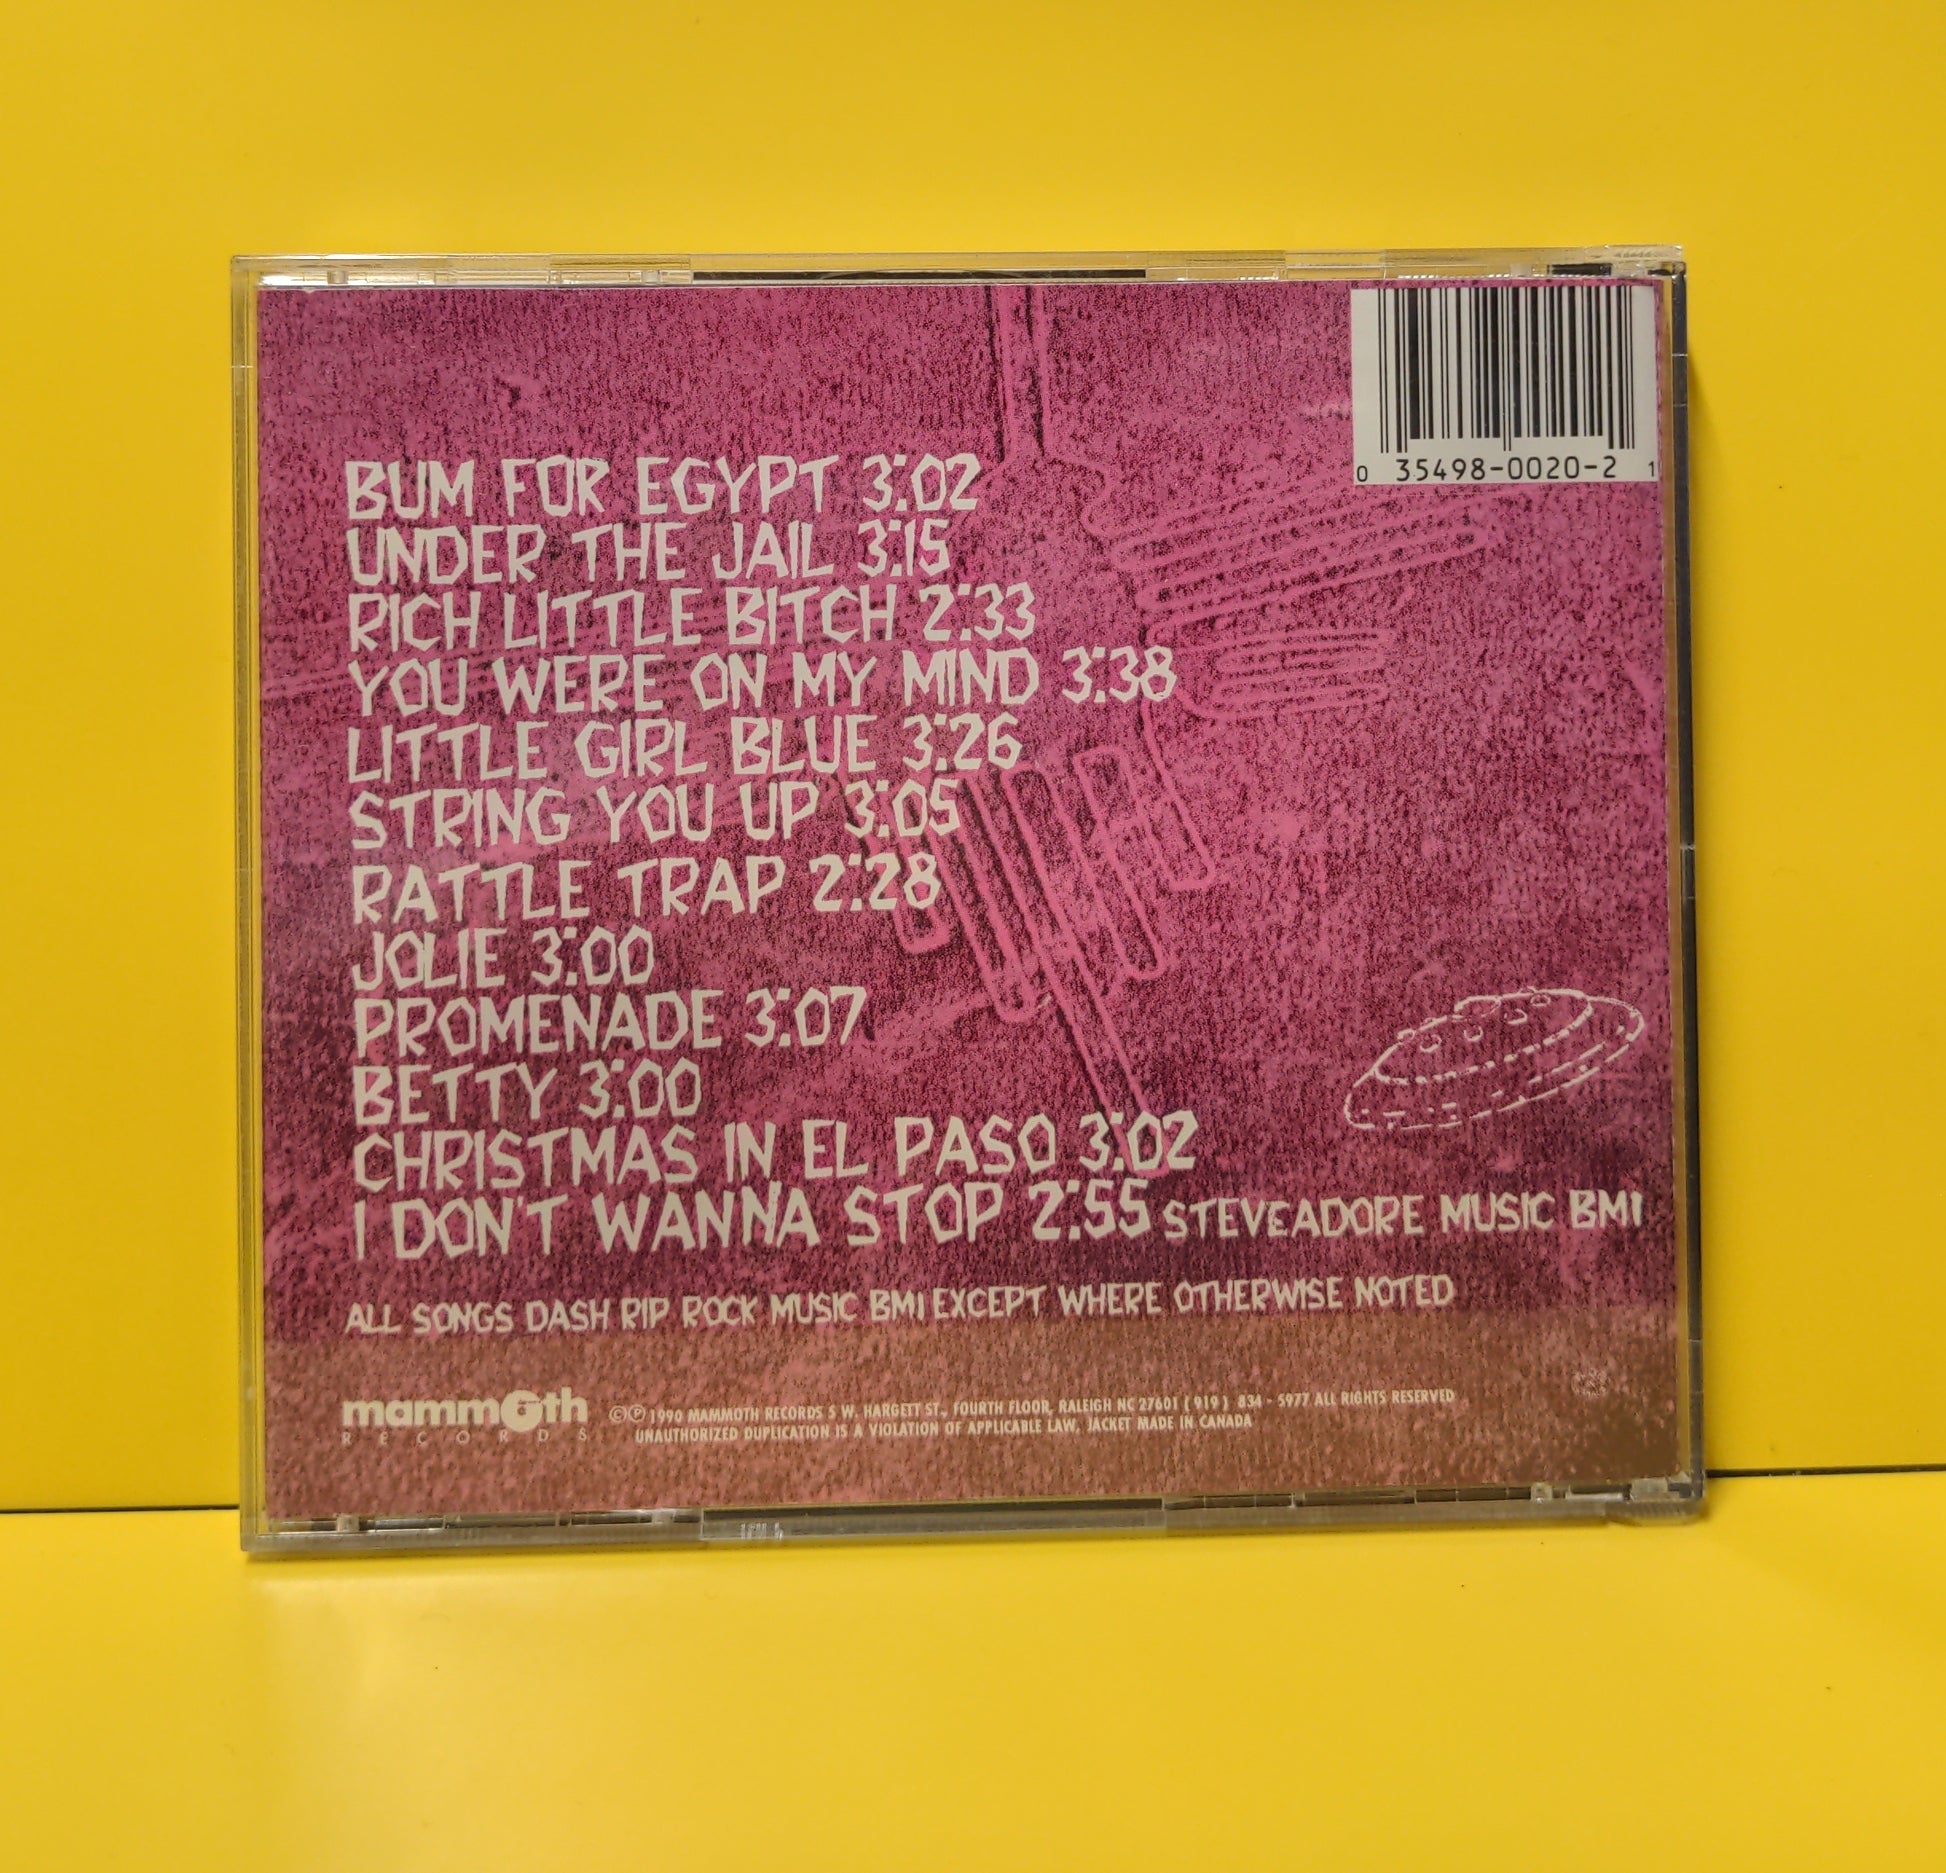 0 35498-0020-2 1
BUM FOR EGYPT 3:02
UNDER THE JAIL 3:15
RICH LITTLE BITCH 2:33
YOU WERE ON MY MIND 3:38
LITTLE GIRL BLUE 3:26
STRING YOU UP 3:05
RATTLE TRAP 2:28
JOLIE 3:00
PROMENADE 3:07
BETTY 3:00
CHRISTMAS IN EL PASO 3:02
I DON'T WANNA STOP 2:55 STEVEADORE MUSIC BMI
ALL SONGS DASH RIP ROCK MUSIC BMI EXCEPT WHERE OTHERWISE NOTED
mammoth
RECORDS
©℗ 1990 MAMMOTH RECORDS 5 W. HARGETT ST., FOURTH FLOOR, RALEIGH NC 27601 (919) 834-5977 ALL RIGHTS RESERVED
UNAUTHORIZED DUPLICATION IS A VIOLATION OF APPLICABLE LAW, JACKET MADE IN CANADA